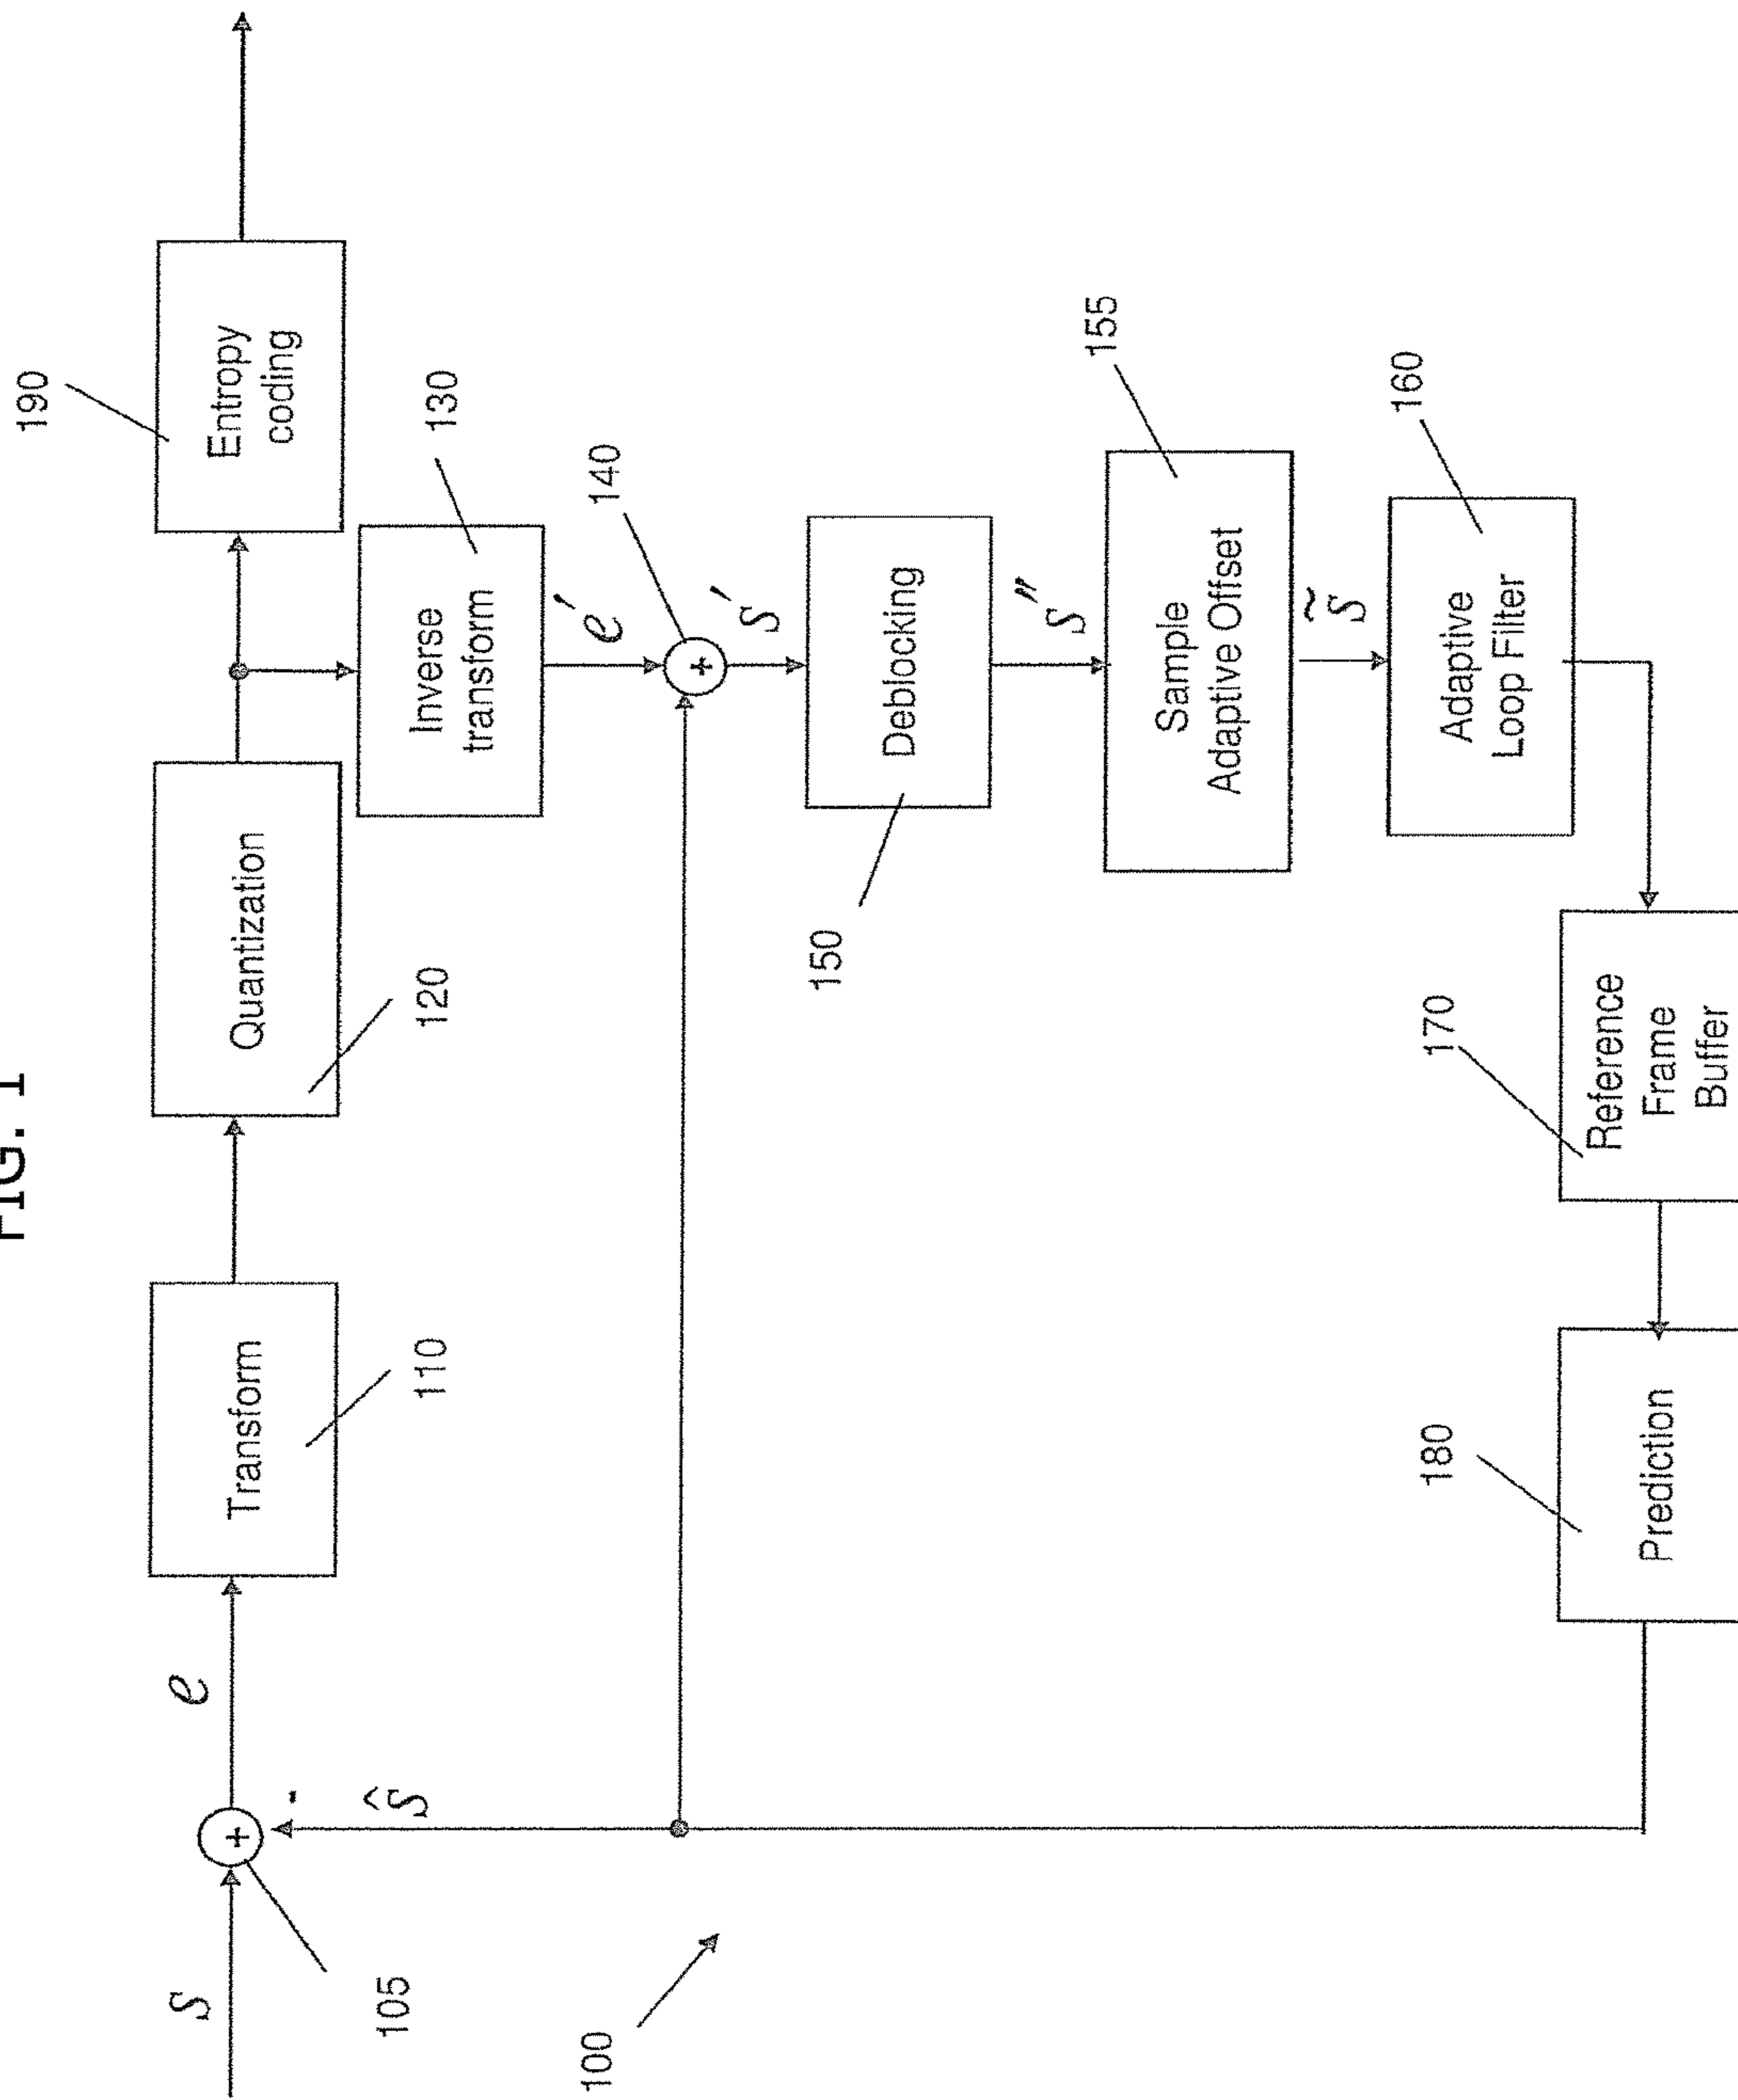 FIG. 1
s
105
e
-
ŝ
+
Transform
110
Quantization
120
Entropy
coding
190
Inverse
transform
130
e′
140
+
s′
Deblocking
150
s″
Sample
Adaptive Offset
155
s̃
Adaptive
Loop Filter
160
Reference
Frame
Buffer
170
Prediction
180
100